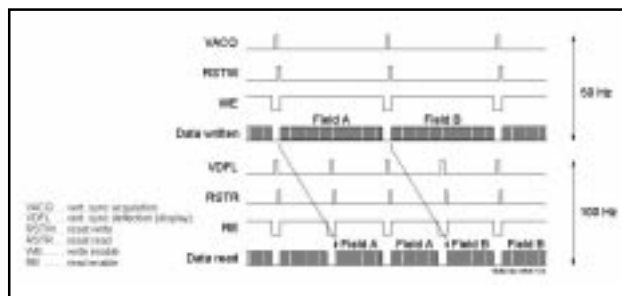 VACQ
RSTW
WE
Field A Field B
Data written
50 Hz
VDFL
RSTR
RE
Field A Field A Field B Field B
Data read
100 Hz
VACQ vert. sync acquisition
VDFL vert. sync deflection (display)
RSTW reset write
RSTR reset read
WE write enable
RE read enable